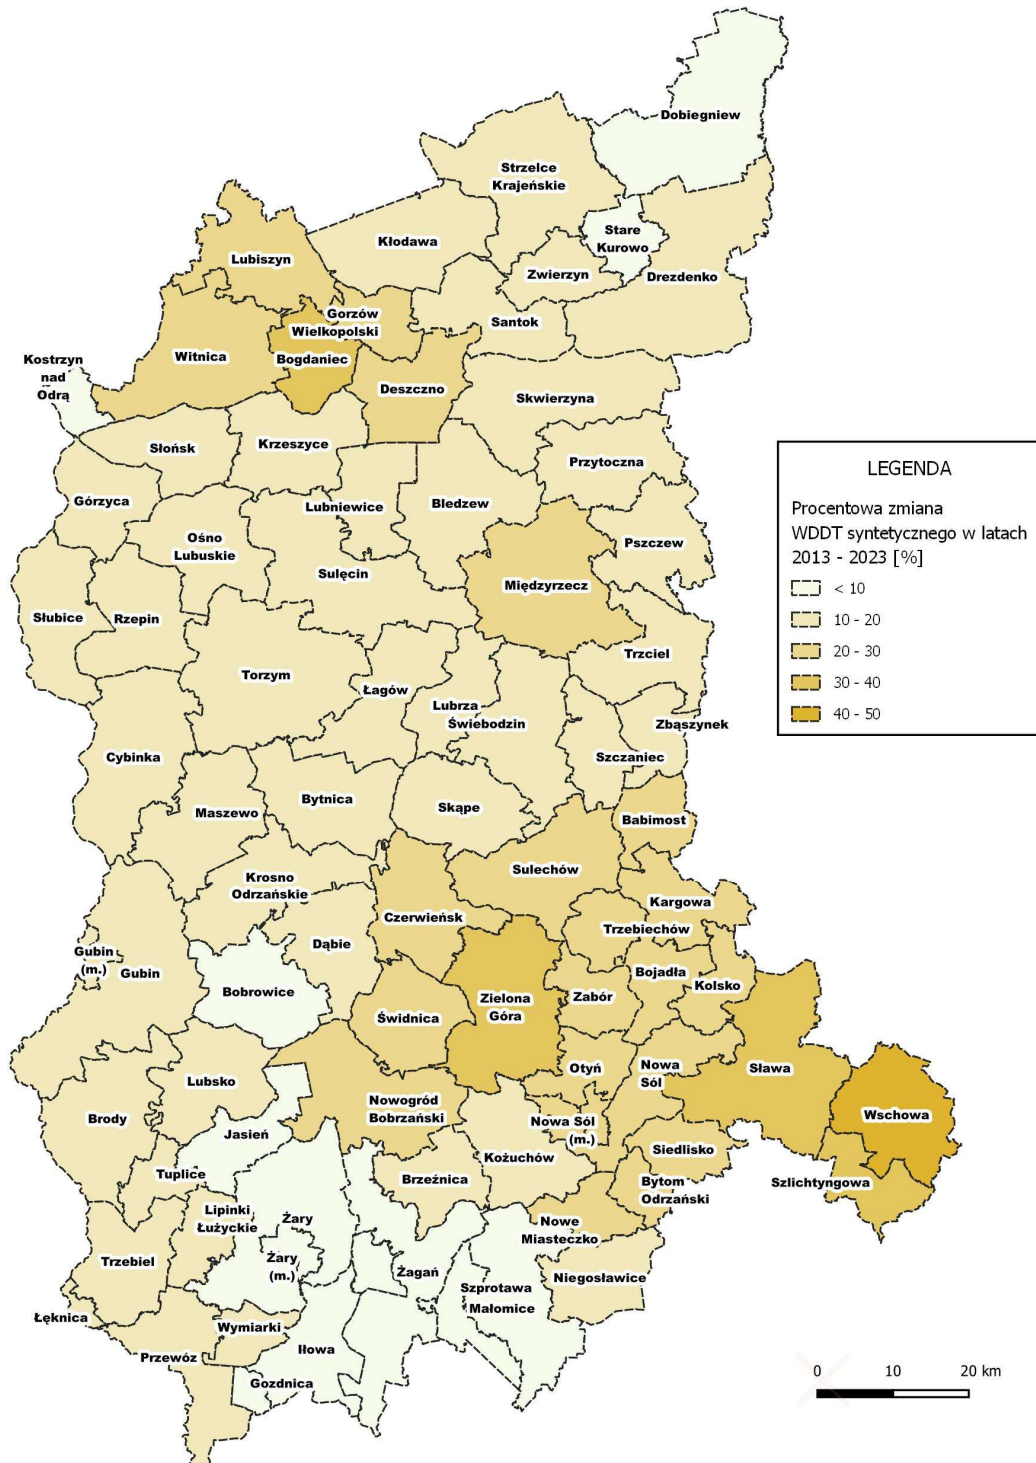 Dobiegniew
Strzelce
Krajeńskie
Stare
Kurowo
Kłodawa
Lubiszyn
Zwierzyn
Drezdenko
Gorzów
Wielkopolski
Santok
Witnica
Bogdaniec
Kostrzyn
nad
Odrą
Deszczno
Skwierzyna
Słońsk
Krzeszyce
Przytoczna
Górzyca
Lubniewice
Bledzew
Ośno
Lubuskie
Pszczew
Sulęcin
Międzyrzecz
Słubice
Rzepin
Trzciel
Torzym
Łagów
Lubrza
Świebodzin
Zbąszynek
Cybinka
Szczaniec
Maszewo
Bytnica
Skąpe
Babimost
Krosno
Odrzańskie
Sulechów
Kargowa
Czerwieńsk
Trzebiechów
Gubin
(m.)
Gubin
Dąbie
Bobrowice
Bojadła
Kolsko
Zielona
Góra
Zabór
Świdnica
Otyń
Nowa
Sól
Sława
Lubsko
Wschowa
Brody
Nowogród
Bobrzański
Jasień
Nowa Sól
(m.)
Siedlisko
Kożuchów
Szlichtyngowa
Tuplice
Brzeźnica
Bytom
Odrzański
Lipinki
Łużyckie
Żary
Nowe
Miasteczko
Trzebiel
Żary
(m.)
Żagań
Niegosławice
Szprotawa
Małomice
Łęknica
Wymiarki
Iłowa
Przewóz
Gozdnica
LEGENDA
Procentowa zmiana
WDDT syntetycznego w latach
2013 - 2023 [%]
< 10
10 - 20
20 - 30
30 - 40
40 - 50
0 10 20 km